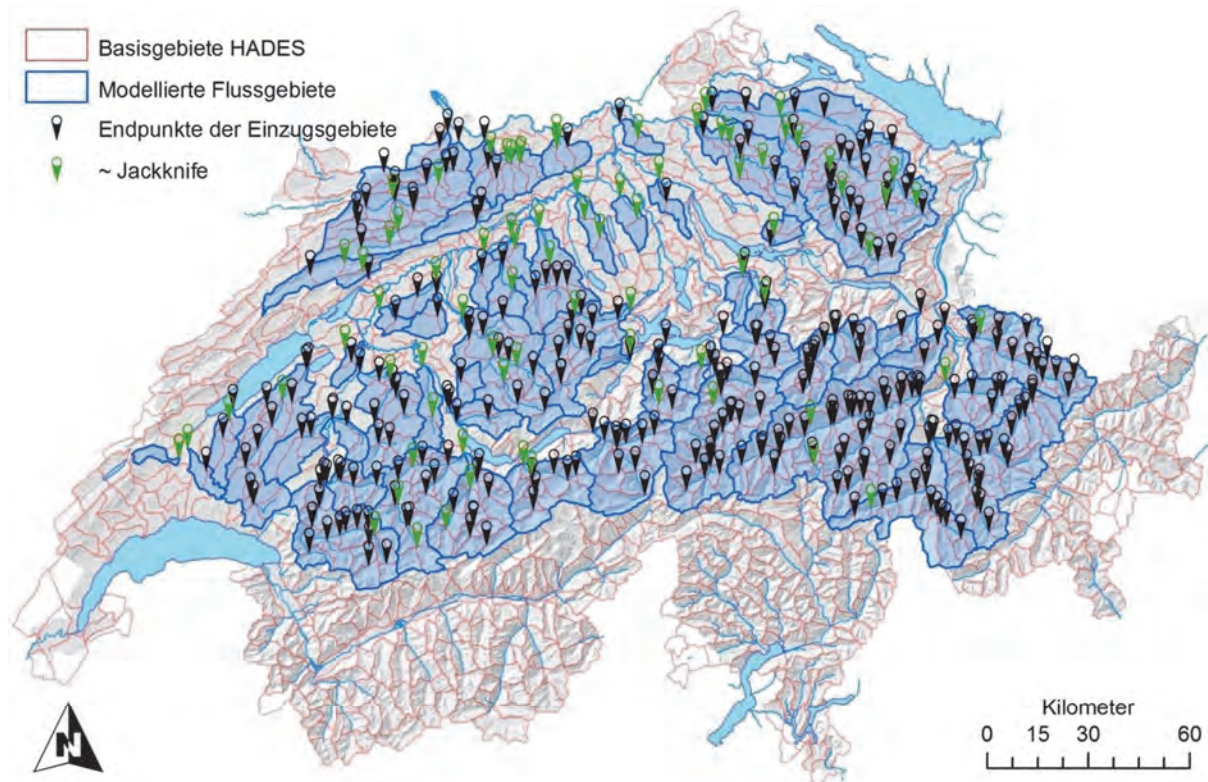 Basisgebiete HADES
Modellierte Flussgebiete
Endpunkte der Einzugsgebiete
~ Jackknife
N
Kilometer
0 15 30 60